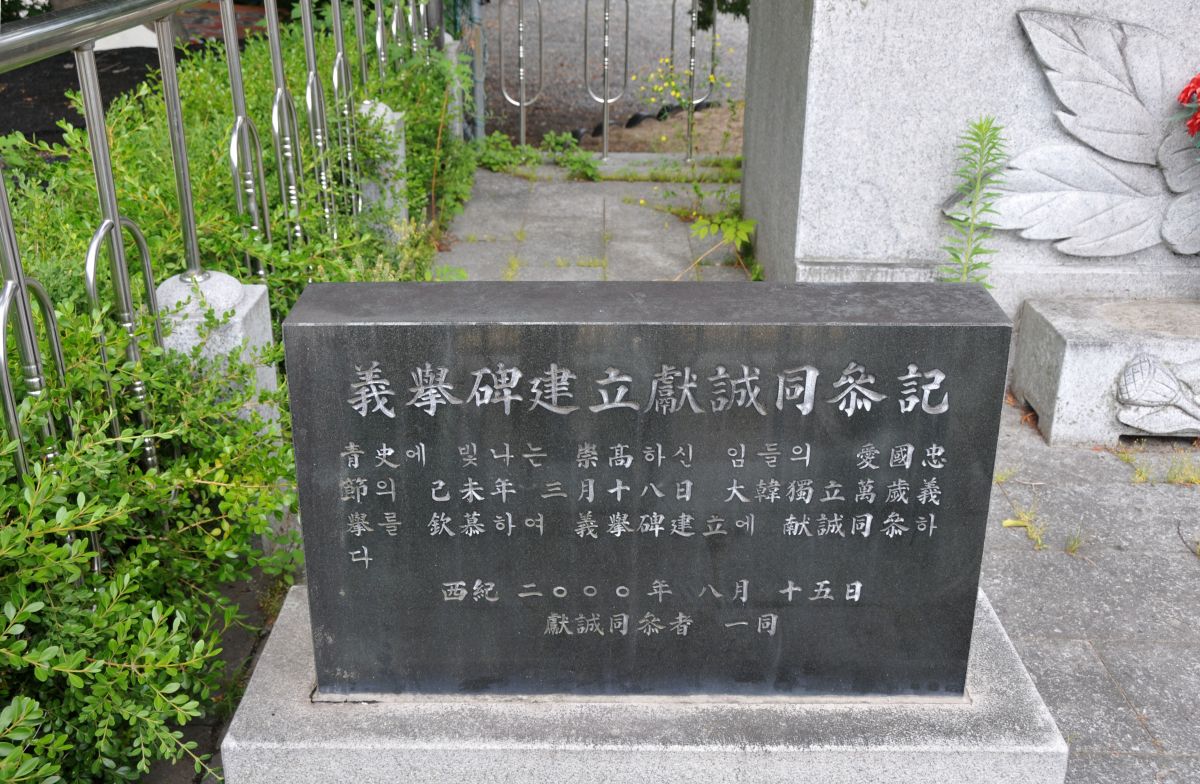 義擧碑建立獻誠同叅記
靑史에 빛나는 崇高하신 임들의 愛國忠
節의 己未年 三月十八日 大韓獨立萬歲義
擧를 欽慕하여 義擧碑建立에 献誠同叅하
다
西紀 二○○○年 八月 十五日
獻誠同叅者 一同